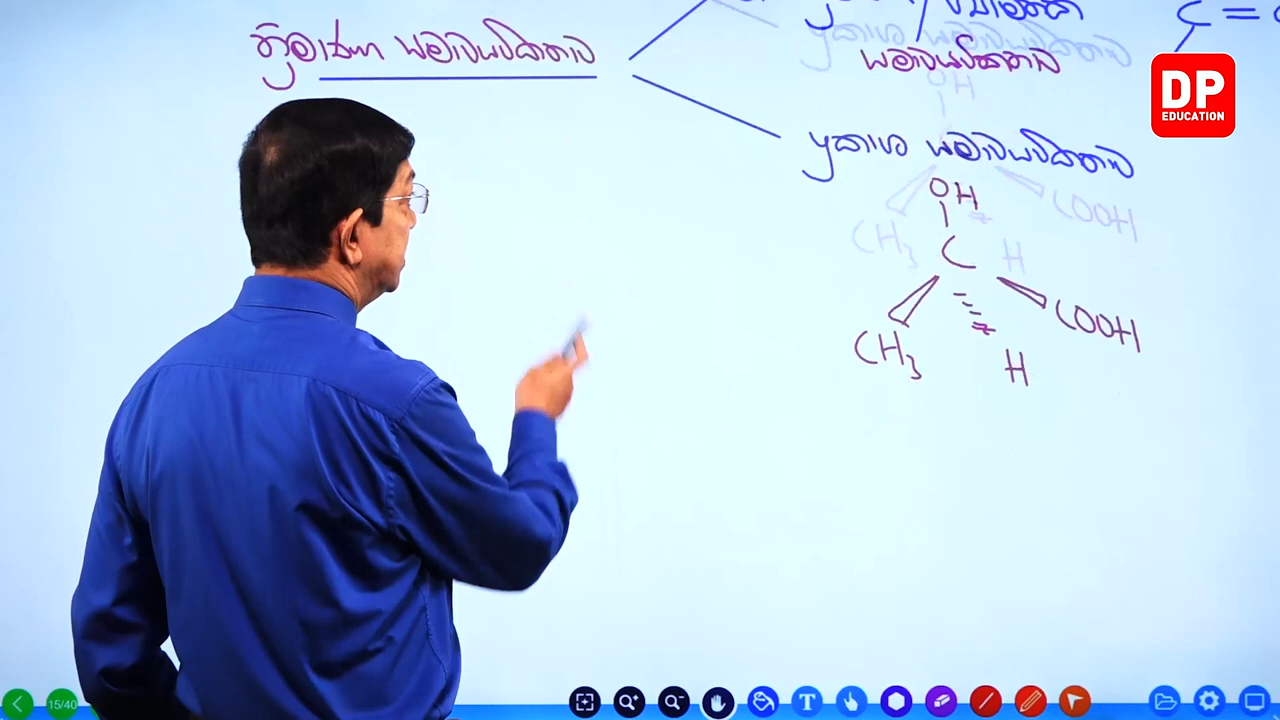 ත්‍රිමාණ සමාවයවිකතාව
සමාවයවිකතාව
C =
DP
EDUCATION
ප්‍රකාශ සමාවයවිකතාව
OH
C
CH3
H
COOH
15/40
T